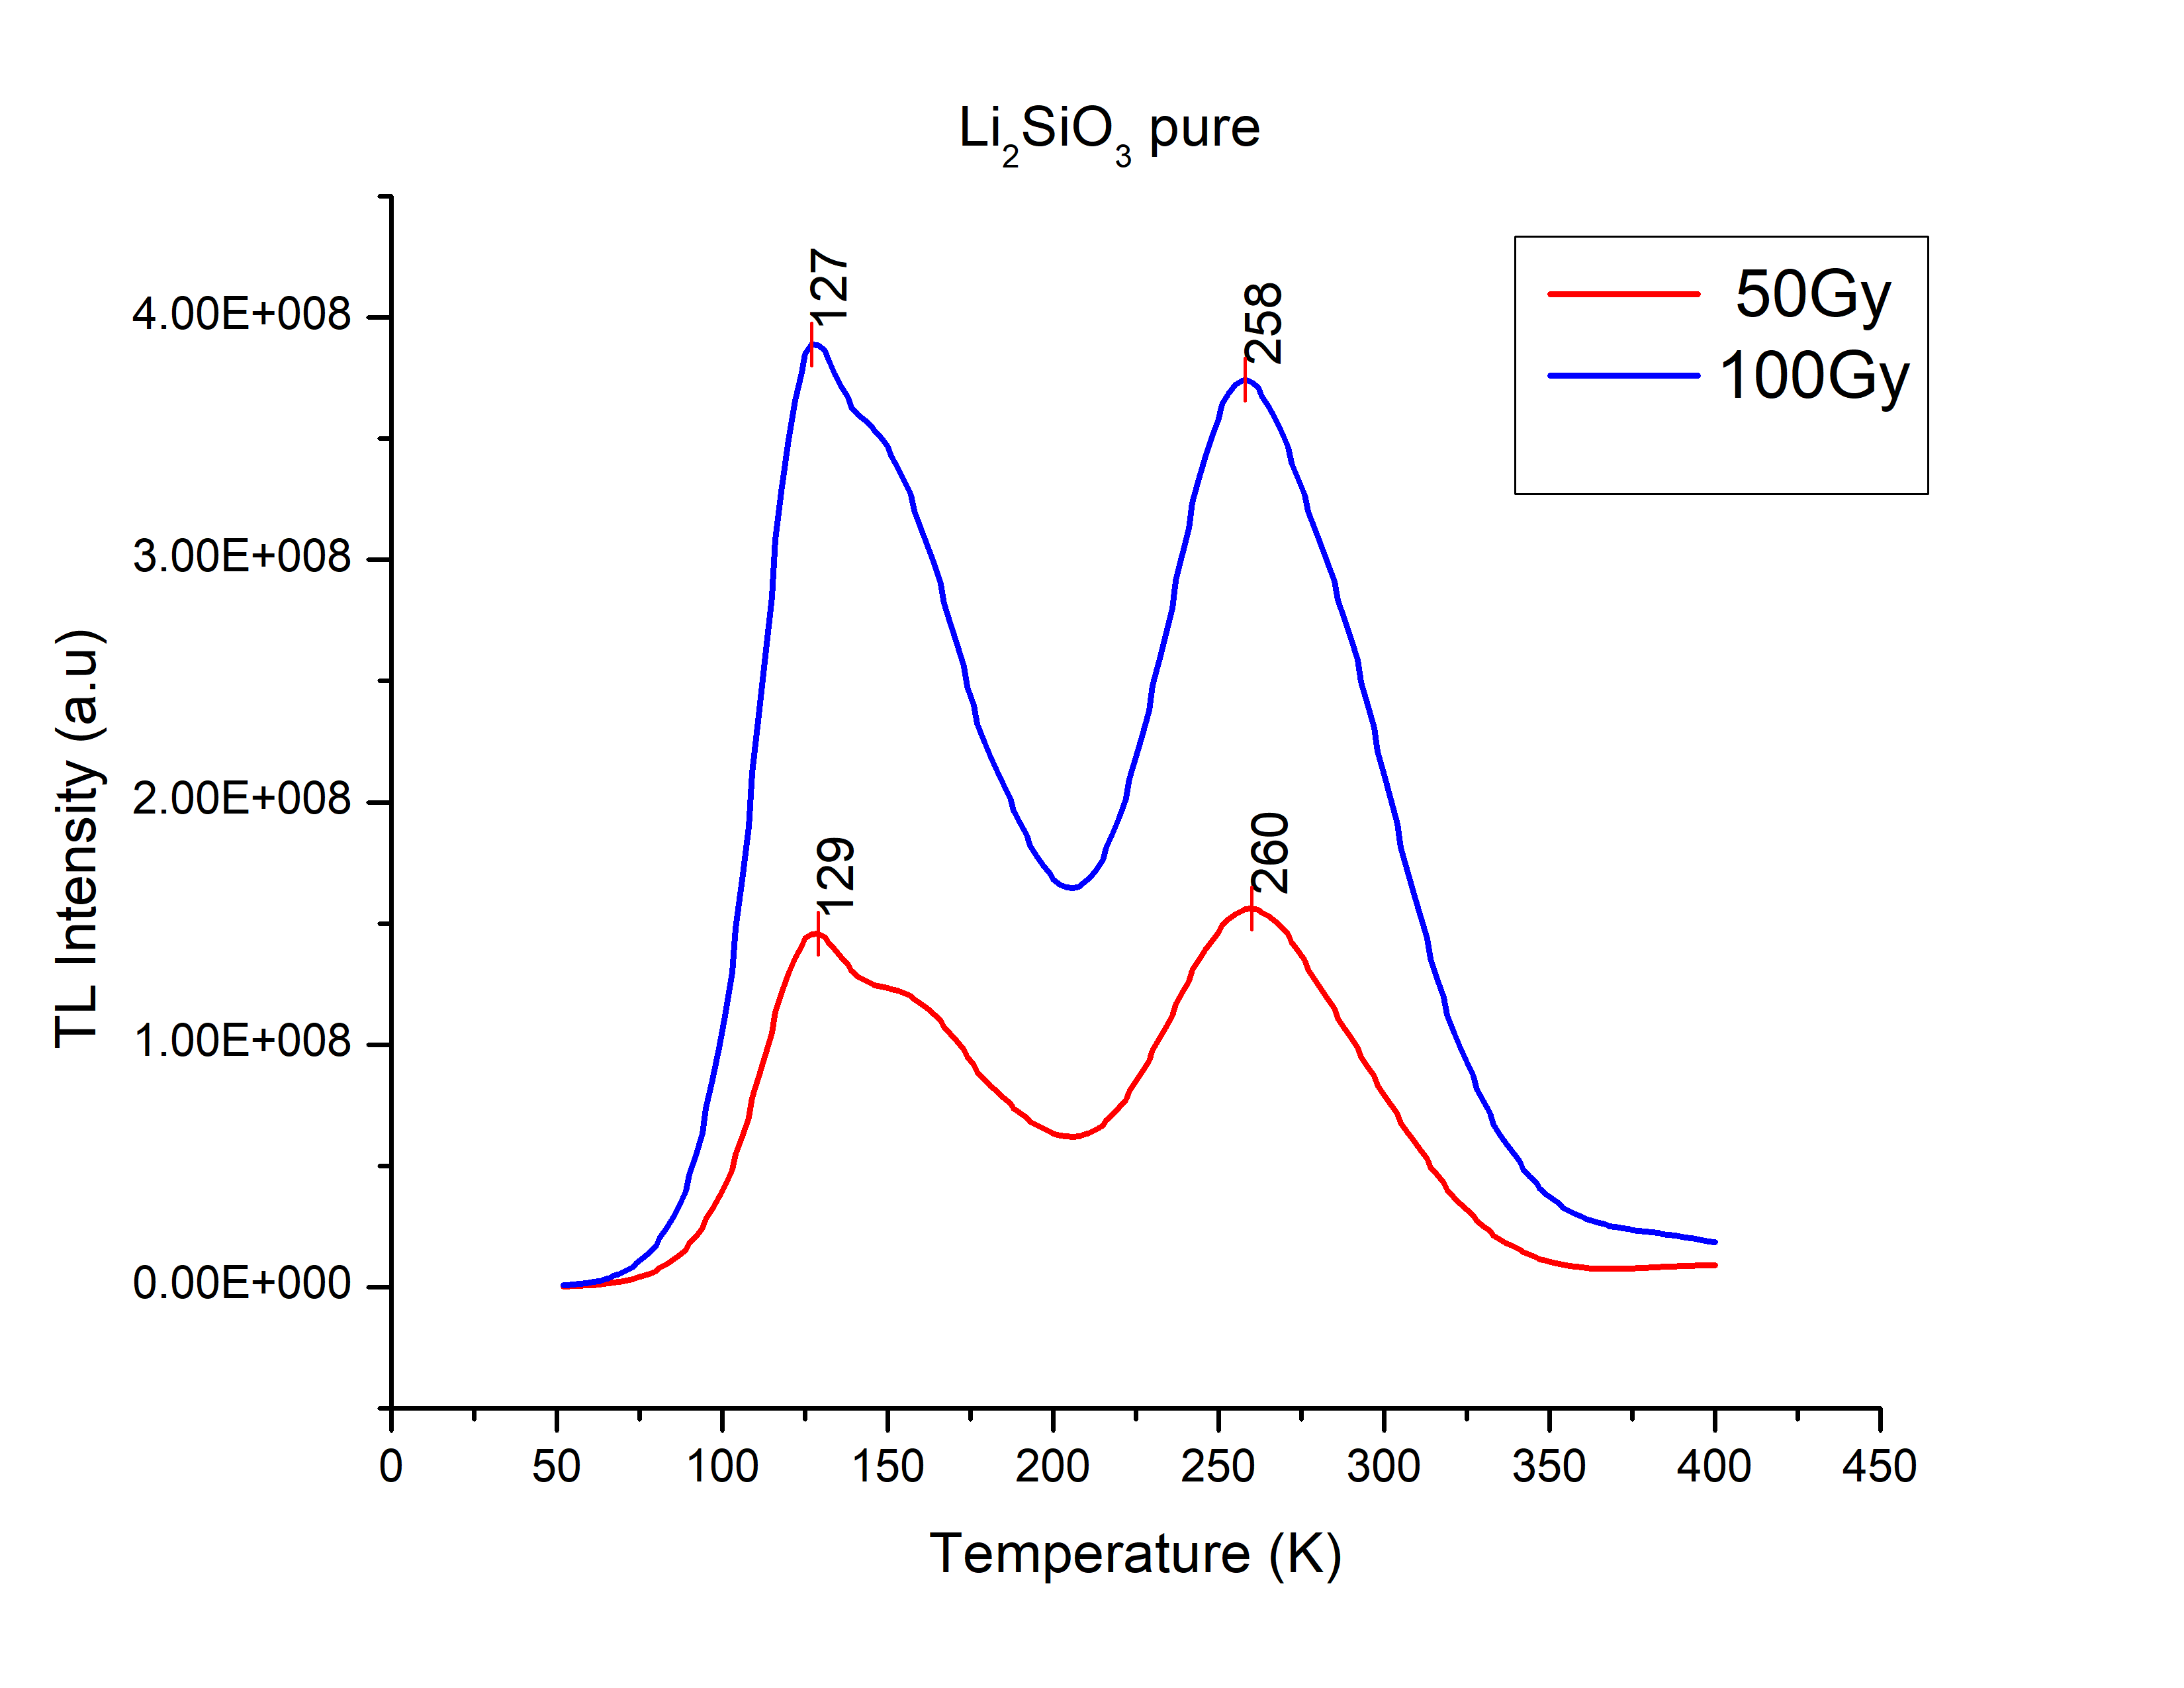 Li₂SiO₃ pure
50Gy
100Gy
127
258
129
260
TL Intensity (a.u)
4.00E+008
3.00E+008
2.00E+008
1.00E+008
0.00E+000
0 50 100 150 200 250 300 350 400 450
Temperature (K)